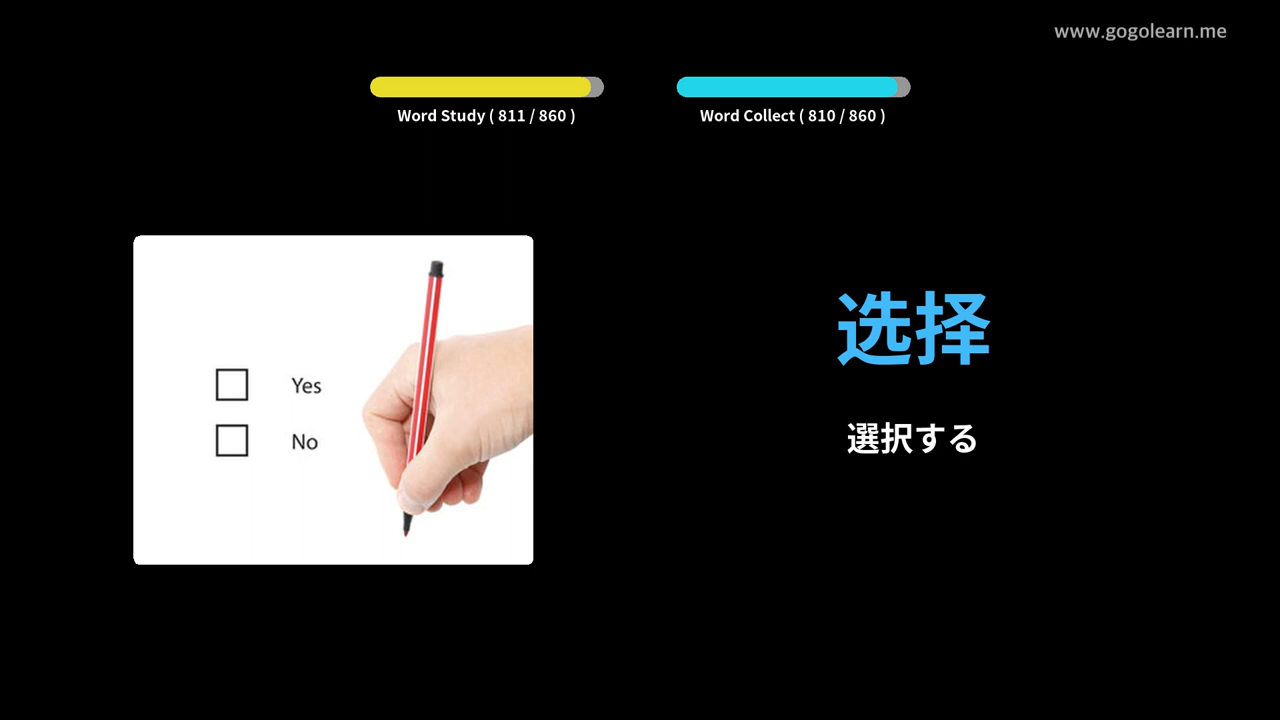 www.gogolearn.me
Word Study ( 811 / 860 )
Word Collect ( 810 / 860 )
Yes
No
选择
選択する